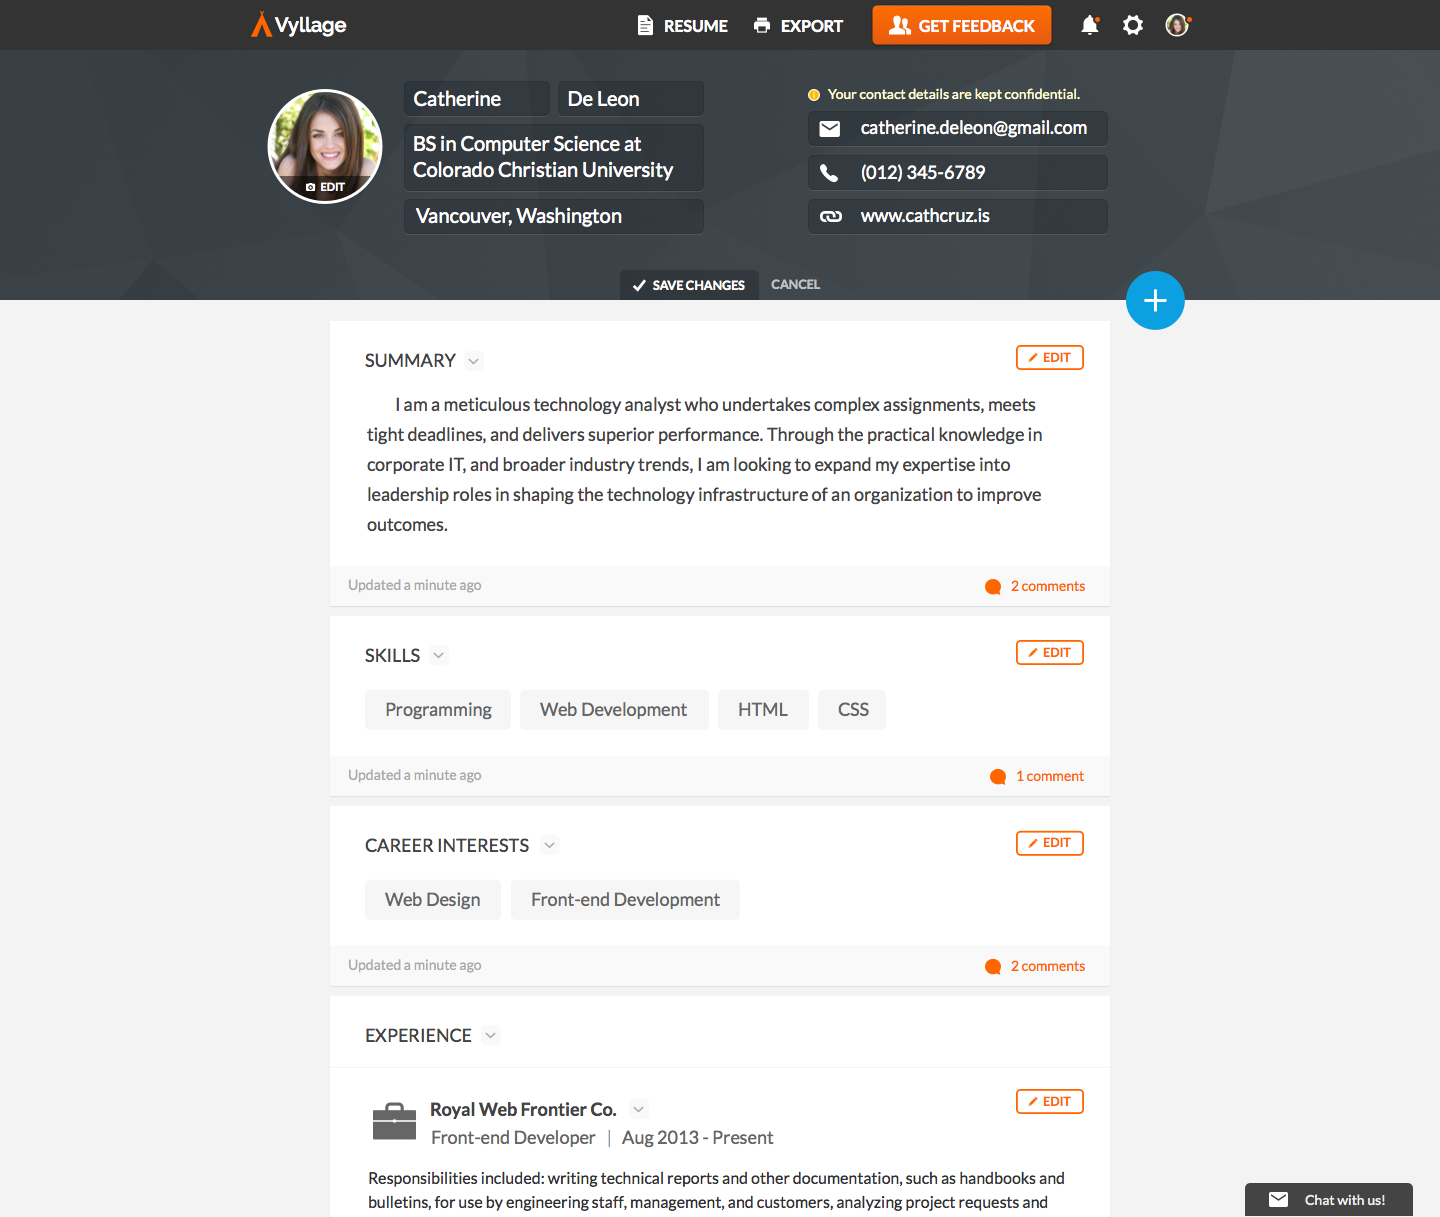 Vyllage
RESUME
EXPORT
GET FEEDBACK
Catherine
De Leon
BS in Computer Science at
Colorado Christian University
Vancouver, Washington
EDIT
Your contact details are kept confidential.
catherine.deleon@gmail.com
(012) 345-6789
www.cathcruz.is
SAVE CHANGES
CANCEL
SUMMARY
EDIT
I am a meticulous technology analyst who undertakes complex assignments, meets
tight deadlines, and delivers superior performance. Through the practical knowledge in
corporate IT, and broader industry trends, I am looking to expand my expertise into
leadership roles in shaping the technology infrastructure of an organization to improve
outcomes.
Updated a minute ago
2 comments
SKILLS
EDIT
Programming
Web Development
HTML
CSS
Updated a minute ago
1 comment
CAREER INTERESTS
EDIT
Web Design
Front-end Development
Updated a minute ago
2 comments
EXPERIENCE
Royal Web Frontier Co.
EDIT
Front-end Developer | Aug 2013 - Present
Responsibilities included: writing technical reports and other documentation, such as handbooks and
bulletins, for use by engineering staff, management, and customers, analyzing project requests and
Chat with us!